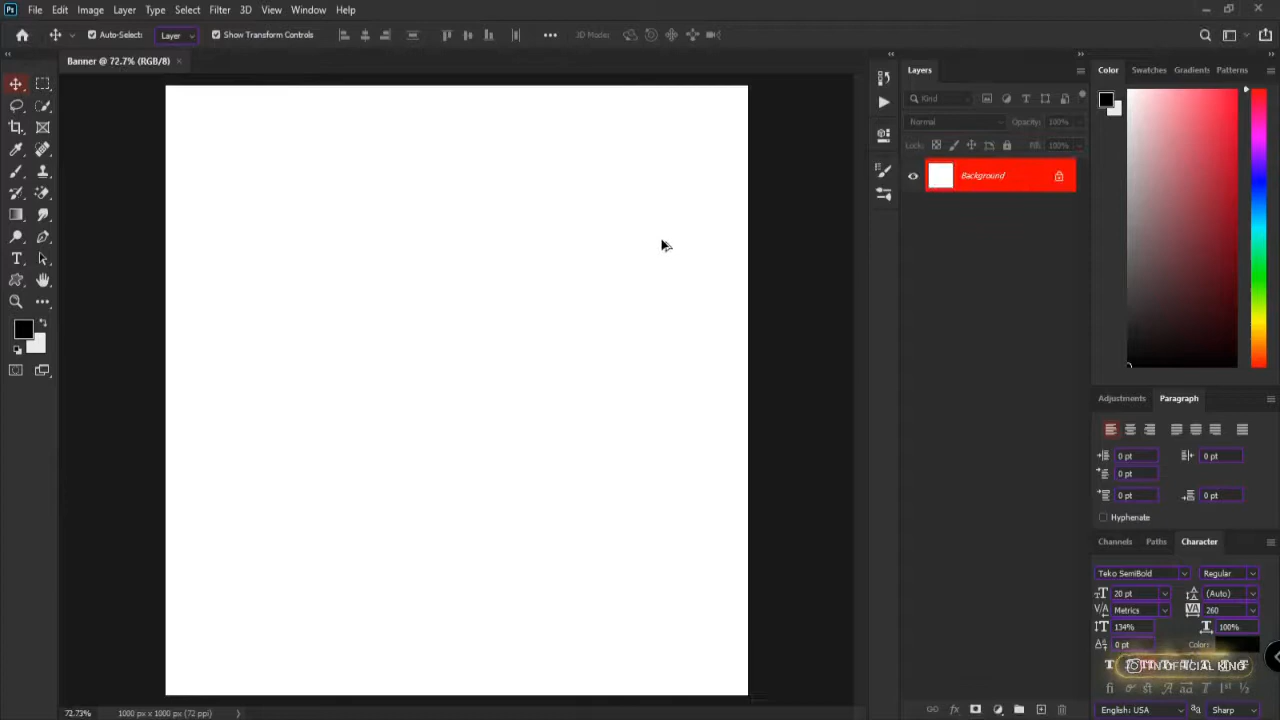 Ps File Edit Image Layer Type Select Filter 3D View Window Help
Auto-Select: Layer Show Transform Controls 3D Mode:
Banner @ 72.7% (RGB/8) ×
Layers
Kind
Normal Opacity: 100%
Lock: Fill: 100%
Background
Color Swatches Gradients Patterns
Adjustments Paragraph
0 pt 0 pt
0 pt
0 pt 0 pt
Hyphenate
Channels Paths Character
Teko SemiBold Regular
20 pt (Auto)
Metrics 260
134% 100%
0 pt Color:
English: USA Sharp
72.73% 1000 px x 1000 px (72 ppi)